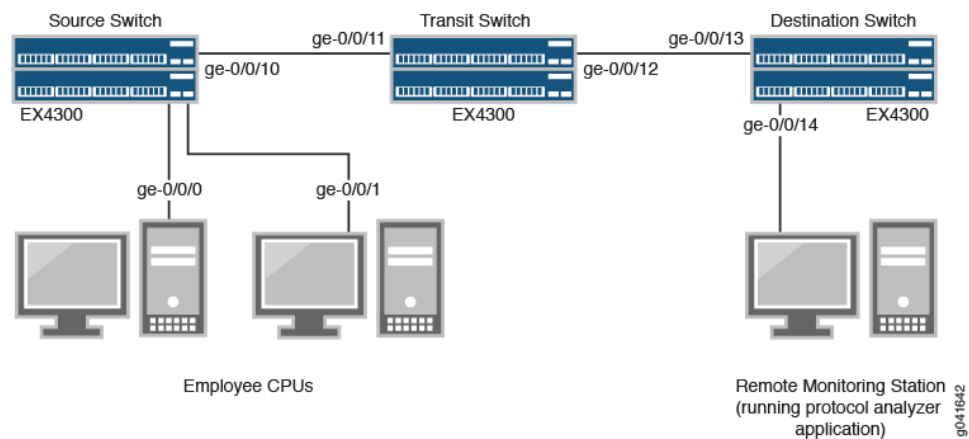 Source Switch
Transit Switch
Destination Switch
ge-0/0/11
ge-0/0/13
ge-0/0/10
ge-0/0/12
EX4300
EX4300
EX4300
ge-0/0/14
ge-0/0/0
ge-0/0/1
Employee CPUs
Remote Monitoring Station
(running protocol analyzer
application)
g041642